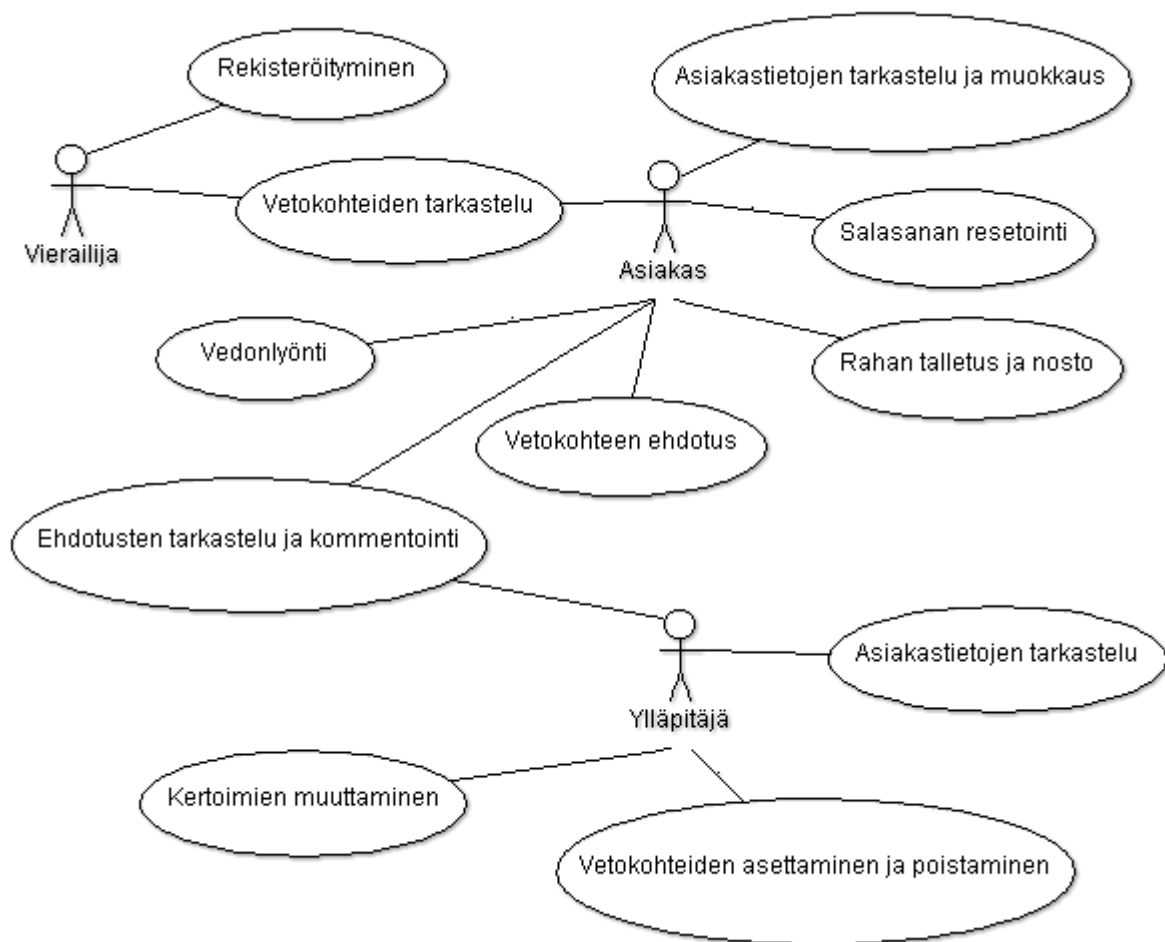 Rekisteröityminen
Asiakastietojen tarkastelu ja muokkaus
Vetokohteiden tarkastelu
Vierailija
Salasanan resetointi
Asiakas
Vedonlyönti
Rahan talletus ja nosto
Vetokohteen ehdotus
Ehdotusten tarkastelu ja kommentointi
Asiakastietojen tarkastelu
Ylläpitäjä
Kertoimien muuttaminen
Vetokohteiden asettaminen ja poistaminen